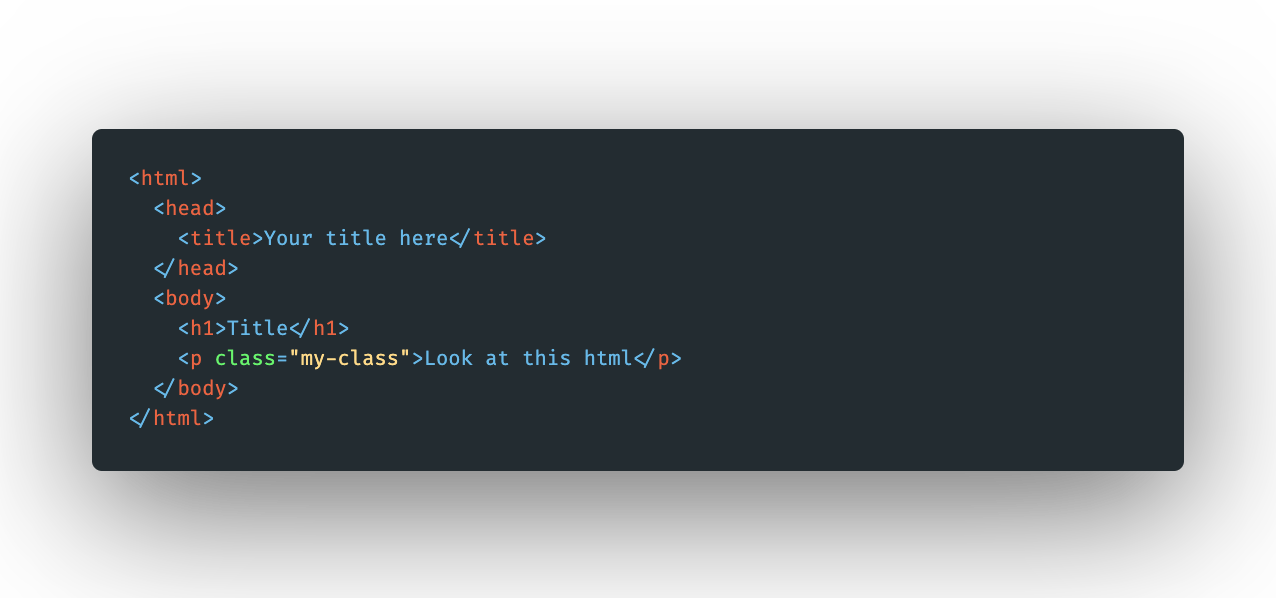 <html>
  <head>
    <title>Your title here</title>
  </head>
  <body>
    <h1>Title</h1>
    <p class="my-class">Look at this html</p>
  </body>
</html>